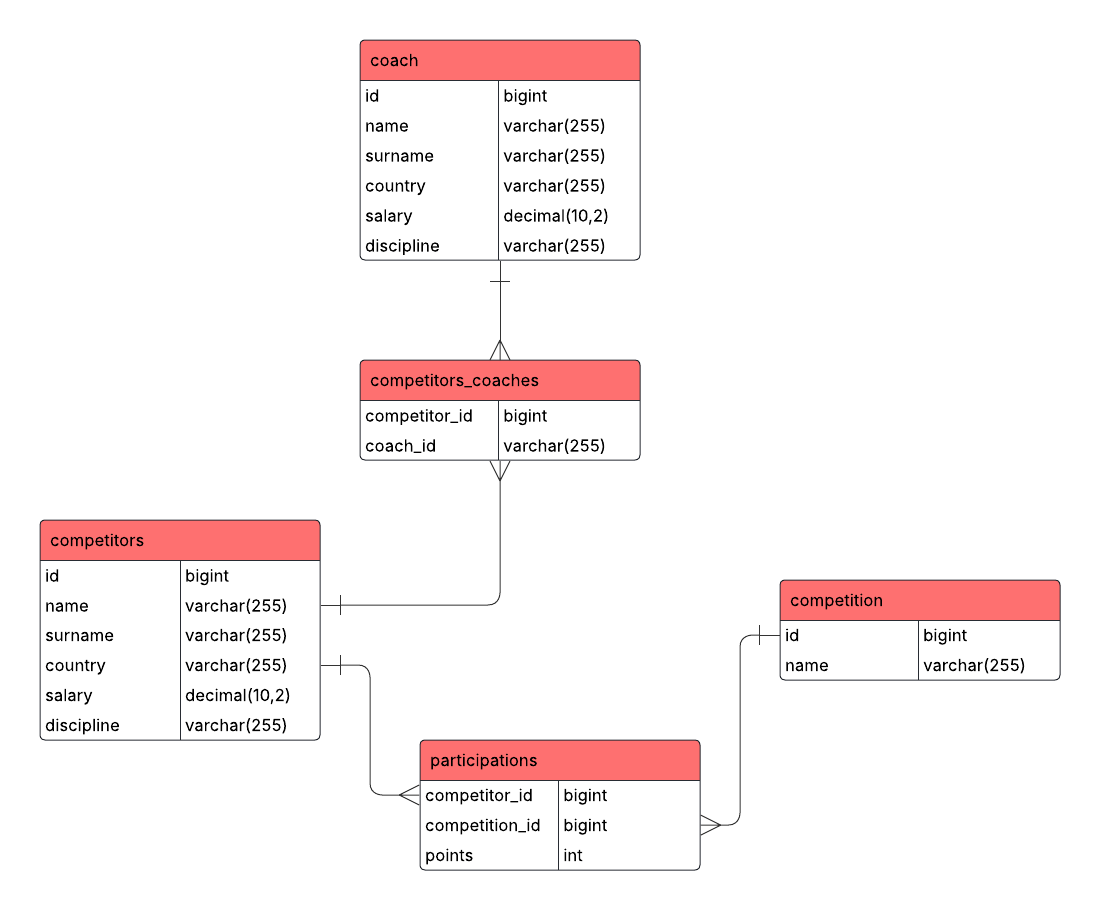 coach
id bigint
name varchar(255)
surname varchar(255)
country varchar(255)
salary decimal(10,2)
discipline varchar(255)
competitors_coaches
competitor_id bigint
coach_id varchar(255)
competitors
id bigint
name varchar(255)
surname varchar(255)
country varchar(255)
salary decimal(10,2)
discipline varchar(255)
competition
id bigint
name varchar(255)
participations
competitor_id bigint
competition_id bigint
points int